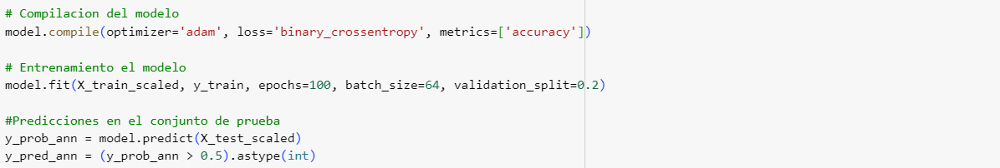 # Compilacion del modelo
model.compile(optimizer='adam', loss='binary_crossentropy', metrics=['accuracy'])
# Entrenamiento el modelo
model.fit(X_train_scaled, y_train, epochs=100, batch_size=64, validation_split=0.2)
#Predicciones en el conjunto de prueba
y_prob_ann = model.predict(X_test_scaled)
y_pred_ann = (y_prob_ann > 0.5).astype(int)